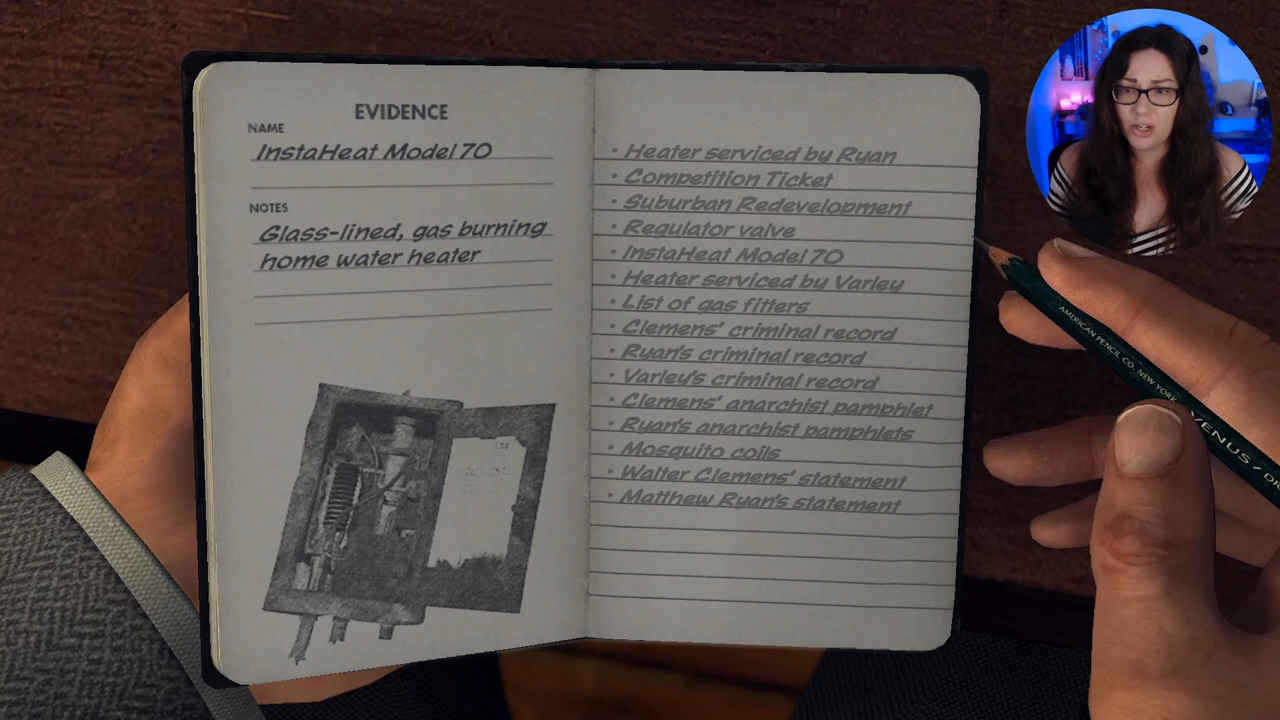 EVIDENCE
NAME
InstaHeat Model 70
NOTES
Glass-lined, gas burning
home water heater
• Heater serviced by Ryan
• Competition Ticket
• Suburban Redevelopment
• Regulator valve
• InstaHeat Model 70
• Heater serviced by Varley
• List of gas fitters
• Clemens' criminal record
• Ryan's criminal record
• Varley's criminal record
• Clemens' anarchist pamphlet
• Ryan's anarchist pamphlets
• Mosquito coils
• Walter Clemens' statement
• Matthew Ryan's statement
AMERICAN PENCIL CO. NEW YORK
VENUS / DR